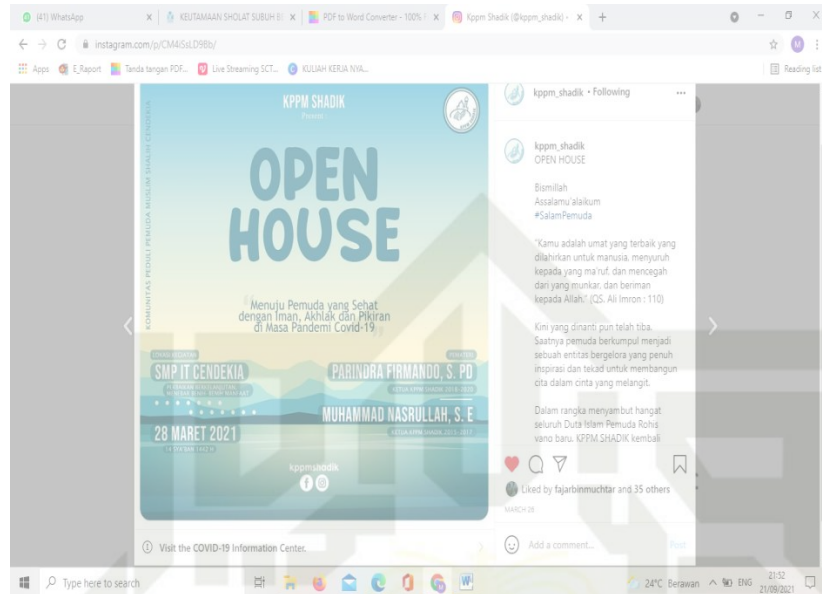 (41) WhatsApp
KEUTAMAAN SHOLAT SUBUH B
PDF to Word Converter - 100%
Kppm Shadik (@kppm_shadik) •
instagram.com/p/CM4iSsLD9Bb/
M
Apps
E_Raport
Tanda tangan PDF...
Live Streaming SCT...
KULIAH KERJA NYA...
Reading list
KPPM SHADIK
KOMUNITAS PEDULI PEMUDA MUSLIM SHALIH CENDEKIA
OPEN
HOUSE
"Menuju Pemuda yang Sehat
dengan Iman, Akhlak dan Pikiran
di Masa Pandemi Covid-19
SMP IT CENDEKIA
28 MARET 2021
PARINDRA FIRMANDO, S. PD
MUHAMMAD NASRULLAH, S. E
kppmshadik
Visit the COVID-19 Information Center.
kppm_shadik • Following
kppm_shadik
OPEN HOUSE
Bismillah
Assalamu'alaikum
#SalamPemuda
"Kamu adalah umat yang terbaik yang
dilahirkan untuk manusia, menyuruh
kepada yang ma'ruf, dan mencegah
dari yang munkar, dan beriman
kepada Allah." (QS. Ali Imron : 110)
Kini yang dinanti pun telah tiba.
Saatnya pemuda berkumpul menjadi
sebuah entitas bergelora yang penuh
inspirasi dan tekad untuk membangun
cita dalam cinta yang melangit.
Dalam rangka menyambut hangat
seluruh Duta Islam Pemuda Rohis
yang baru, KPPM SHADIK kembali
Liked by fajarbinmuchtar and 35 others
MARCH 28
Add a comment...
Post
Type here to search
24°C Berawan
ENG
21:52
21/09/2021